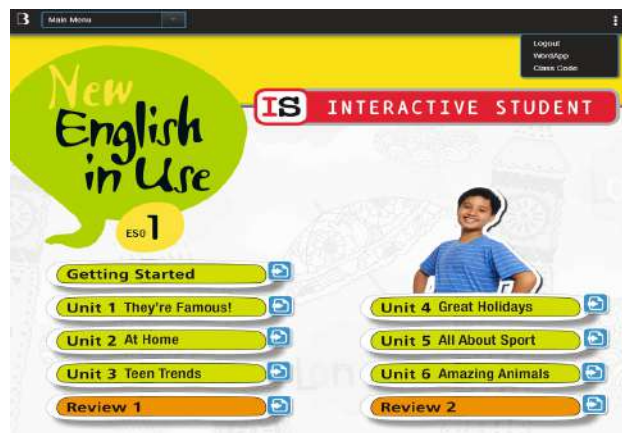 B Main Menu
Logout
WordApp
Class Code
New
English
in Use
ESO 1
IS INTERACTIVE STUDENT
Getting Started
Unit 1 They're Famous!
Unit 2 At Home
Unit 3 Teen Trends
Review 1
Unit 4 Great Holidays
Unit 5 All About Sport
Unit 6 Amazing Animals
Review 2